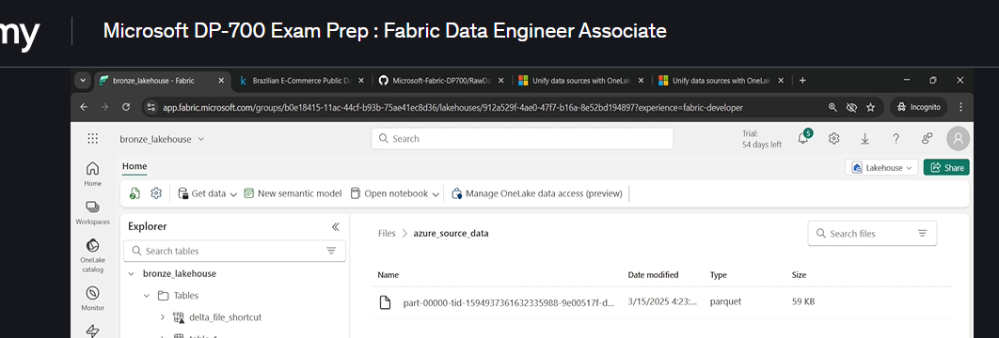 my
Microsoft DP-700 Exam Prep : Fabric Data Engineer Associate
bronze_lakehouse - Fabric
Brazilian E-Commerce Public Da
Microsoft-Fabric-DP700/RawDa
Unify data sources with OneLak
Unify data sources with OneLak
app.fabric.microsoft.com/groups/b0e18415-11ac-44cf-b93b-75ae41ec8d36/lakehouses/912a529f-4ae0-47f7-b16a-8e52bd194897?experience=fabric-developer
Incognito
bronze_lakehouse
Search
Trial:
54 days left
5
Home
Lakehouse
Share
Get data
New semantic model
Open notebook
Manage OneLake data access (preview)
Home
Workspaces
OneLake
catalog
Monitor
Explorer
Search tables
bronze_lakehouse
Tables
delta_file_shortcut
Files > azure_source_data
Search files
Name Date modified Type Size
part-00000-tid-1594937361632335988-9e00517f-d... 3/15/2025 4:23:... parquet 59 KB